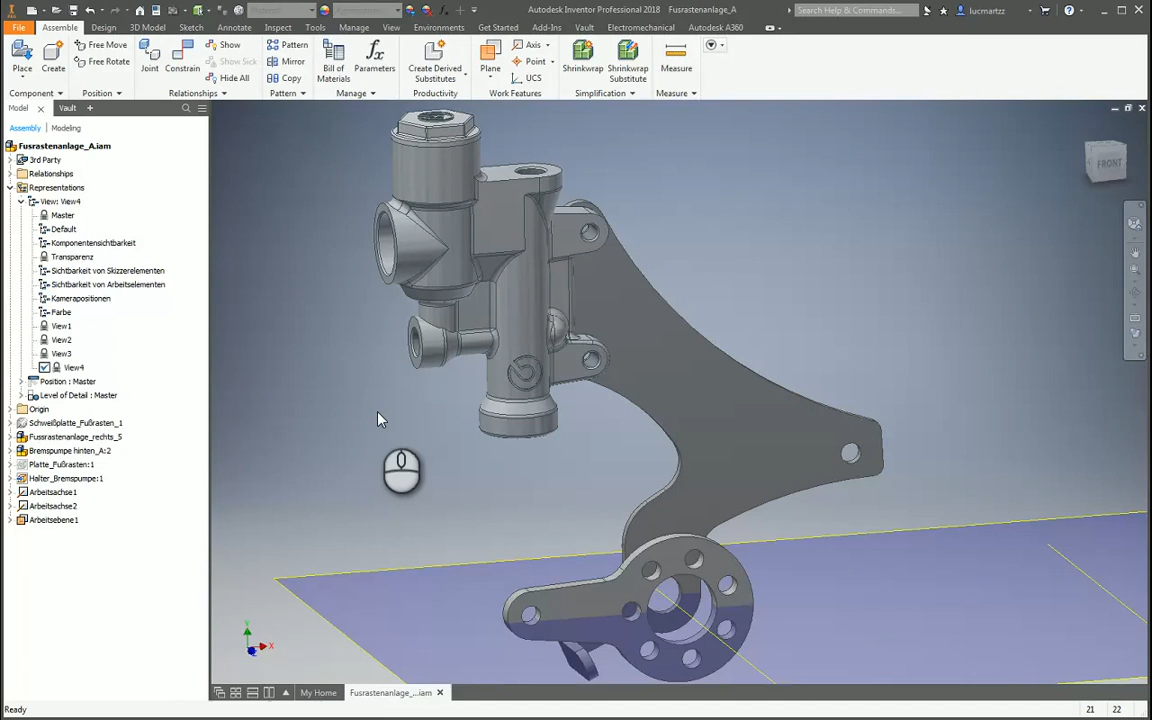 Autodesk Inventor Professional 2018 Fusrastenanlage_A
Search Help & Commands...
lucmartzz
File Assemble Design 3D Model Sketch Annotate Inspect Tools Manage View Environments Get Started Add-Ins Vault Electromechanical Autodesk A360
Place
Create
Free Move
Free Rotate
Joint
Constrain
Show
Show Sick
Hide All
Pattern
Mirror
Copy
Bill of Materials
Parameters
Create Derived Substitutes
Plane
Axis
Point
UCS
Shrinkwrap
Shrinkwrap Substitute
Measure
Component Position Relationships Pattern Manage Productivity Work Features Simplification Measure
Model Vault
Assembly Modeling
Fusrastenanlage_A.iam
3rd Party
Relationships
Representations
View: View4
Master
Default
Komponentensichtbarkeit
Transparenz
Sichtbarkeit von Skizzerelementen
Sichtbarkeit von Arbeitselementen
Kamerapositionen
Farbe
View1
View2
View3
View4
Position : Master
Level of Detail : Master
Origin
Schweißplatte_Fußrasten_1
Fussrastenanlage_rechts_5
Bremspumpe hinten_A:2
Platte_Fußrasten:1
Halter_Bremspumpe:1
Arbeitsachse1
Arbeitsachse2
Arbeitsebene1
FRONT
Y
X
My Home Fusrastenanlage_...iam
Ready
21 22